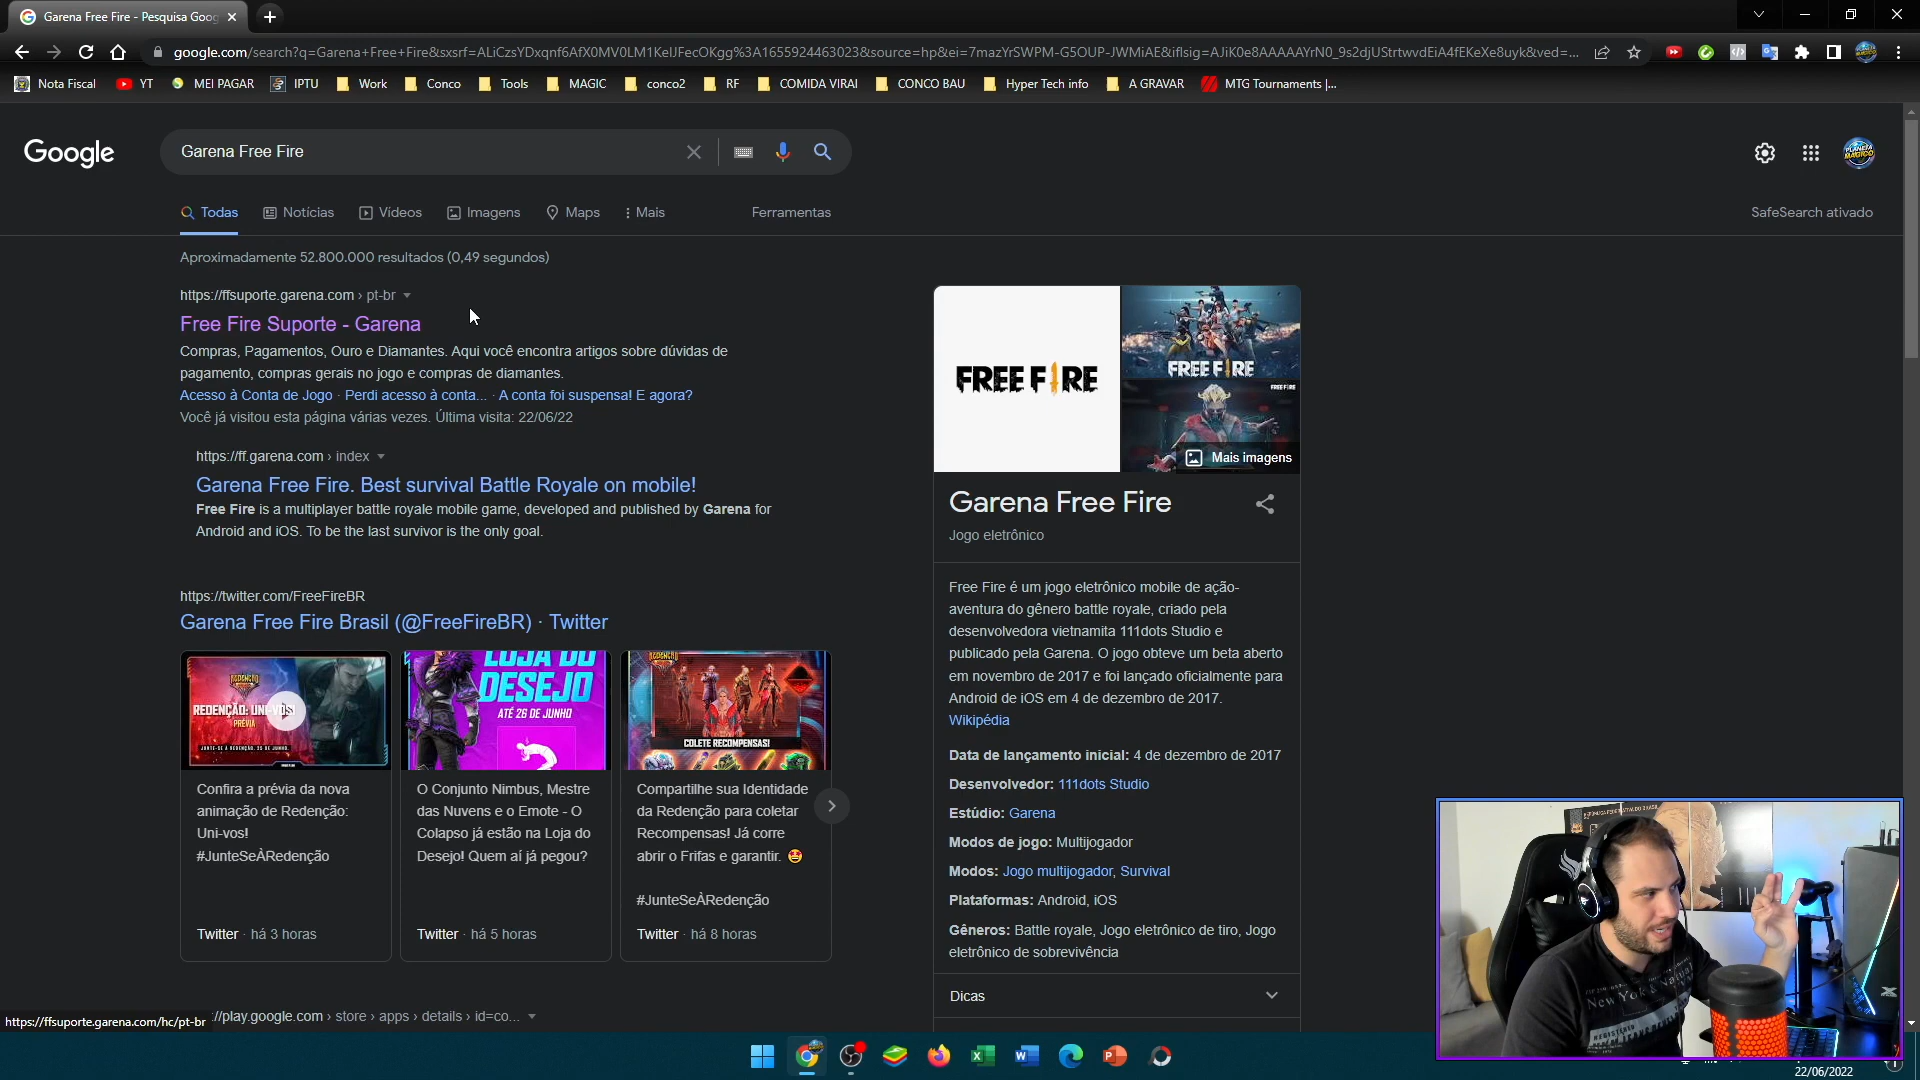 Garena Free Fire - Pesquisa Goog
google.com/search?q=Garena+Free+Fire&sxsrf=ALiCzsYDxqnf6AfX0MV0LM1KelJFecOKgg%3A1655924463023&source=hp&ei=7mazYrSWPM-G5OUP-JWMiAE&iflsig=AJiK0e8AAAAAYrN0_9s2djUStrtwvdEiA4fEKeXe8uyk&ved=...
Nota Fiscal
YT
MEI PAGAR
IPTU
Work
Conco
Tools
MAGIC
conco2
RF
COMIDA VIRAI
CONCO BAU
Hyper Tech info
A GRAVAR
MTG Tournaments |...
Google
Garena Free Fire
Todas
Notícias
Vídeos
Imagens
Maps
Mais
Ferramentas
SafeSearch ativado
Aproximadamente 52.800.000 resultados (0,49 segundos)
https://ffsuporte.garena.com › pt-br
Free Fire Suporte - Garena
Compras, Pagamentos, Ouro e Diamantes. Aqui você encontra artigos sobre dúvidas de
pagamento, compras gerais no jogo e compras de diamantes.
Acesso à Conta de Jogo · Perdi acesso à conta... · A conta foi suspensa! E agora?
Você já visitou esta página várias vezes. Última visita: 22/06/22
https://ff.garena.com › index
Garena Free Fire. Best survival Battle Royale on mobile!
Free Fire is a multiplayer battle royale mobile game, developed and published by Garena for
Android and iOS. To be the last survivor is the only goal.
https://twitter.com/FreeFireBR
Garena Free Fire Brasil (@FreeFireBR) · Twitter
REDENÇÃO: UNI-VOS!
PRÉVIA
JUNTE-SE À REDENÇÃO, 25 DE JUNHO.
Confira a prévia da nova
animação de Redenção:
Uni-vos!
#JunteSeÀRedenção
Twitter · há 3 horas
LOJA DO
DESEJO
ATÉ 26 DE JUNHO
O Conjunto Nimbus, Mestre
das Nuvens e o Emote - O
Colapso já estão na Loja do
Desejo! Quem aí já pegou?
Twitter · há 5 horas
COLETE RECOMPENSAS!
Compartilhe sua Identidade
da Redenção para coletar
Recompensas! Já corre
abrir o Frifas e garantir. 🤩
#JunteSeÀRedenção
Twitter · há 8 horas
://play.google.com › store › apps › details › id=co...
https://ffsuporte.garena.com/hc/pt-br
FREE FIRE
FREE FIRE
FREE FIRE
Mais imagens
Garena Free Fire
Jogo eletrônico
Free Fire é um jogo eletrônico mobile de ação-
aventura do gênero battle royale, criado pela
desenvolvedora vietnamita 111dots Studio e
publicado pela Garena. O jogo obteve um beta aberto
em novembro de 2017 e foi lançado oficialmente para
Android de iOS em 4 de dezembro de 2017.
Wikipédia
Data de lançamento inicial: 4 de dezembro de 2017
Desenvolvedor: 111dots Studio
Estúdio: Garena
Modos de jogo: Multijogador
Modos: Jogo multijogador, Survival
Plataformas: Android, iOS
Gêneros: Battle royale, Jogo eletrônico de tiro, Jogo
eletrônico de sobrevivência
Dicas
PLANETA
MÁGICO
New York &
22/06/2022